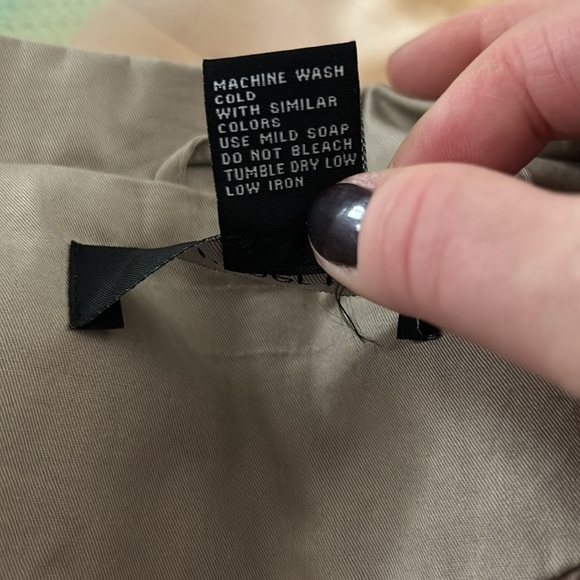 MACHINE WASH
COLD
WITH SIMILAR
COLORS
USE MILD SOAP
DO NOT BLEACH
TUMBLE DRY LOW
LOW IRON